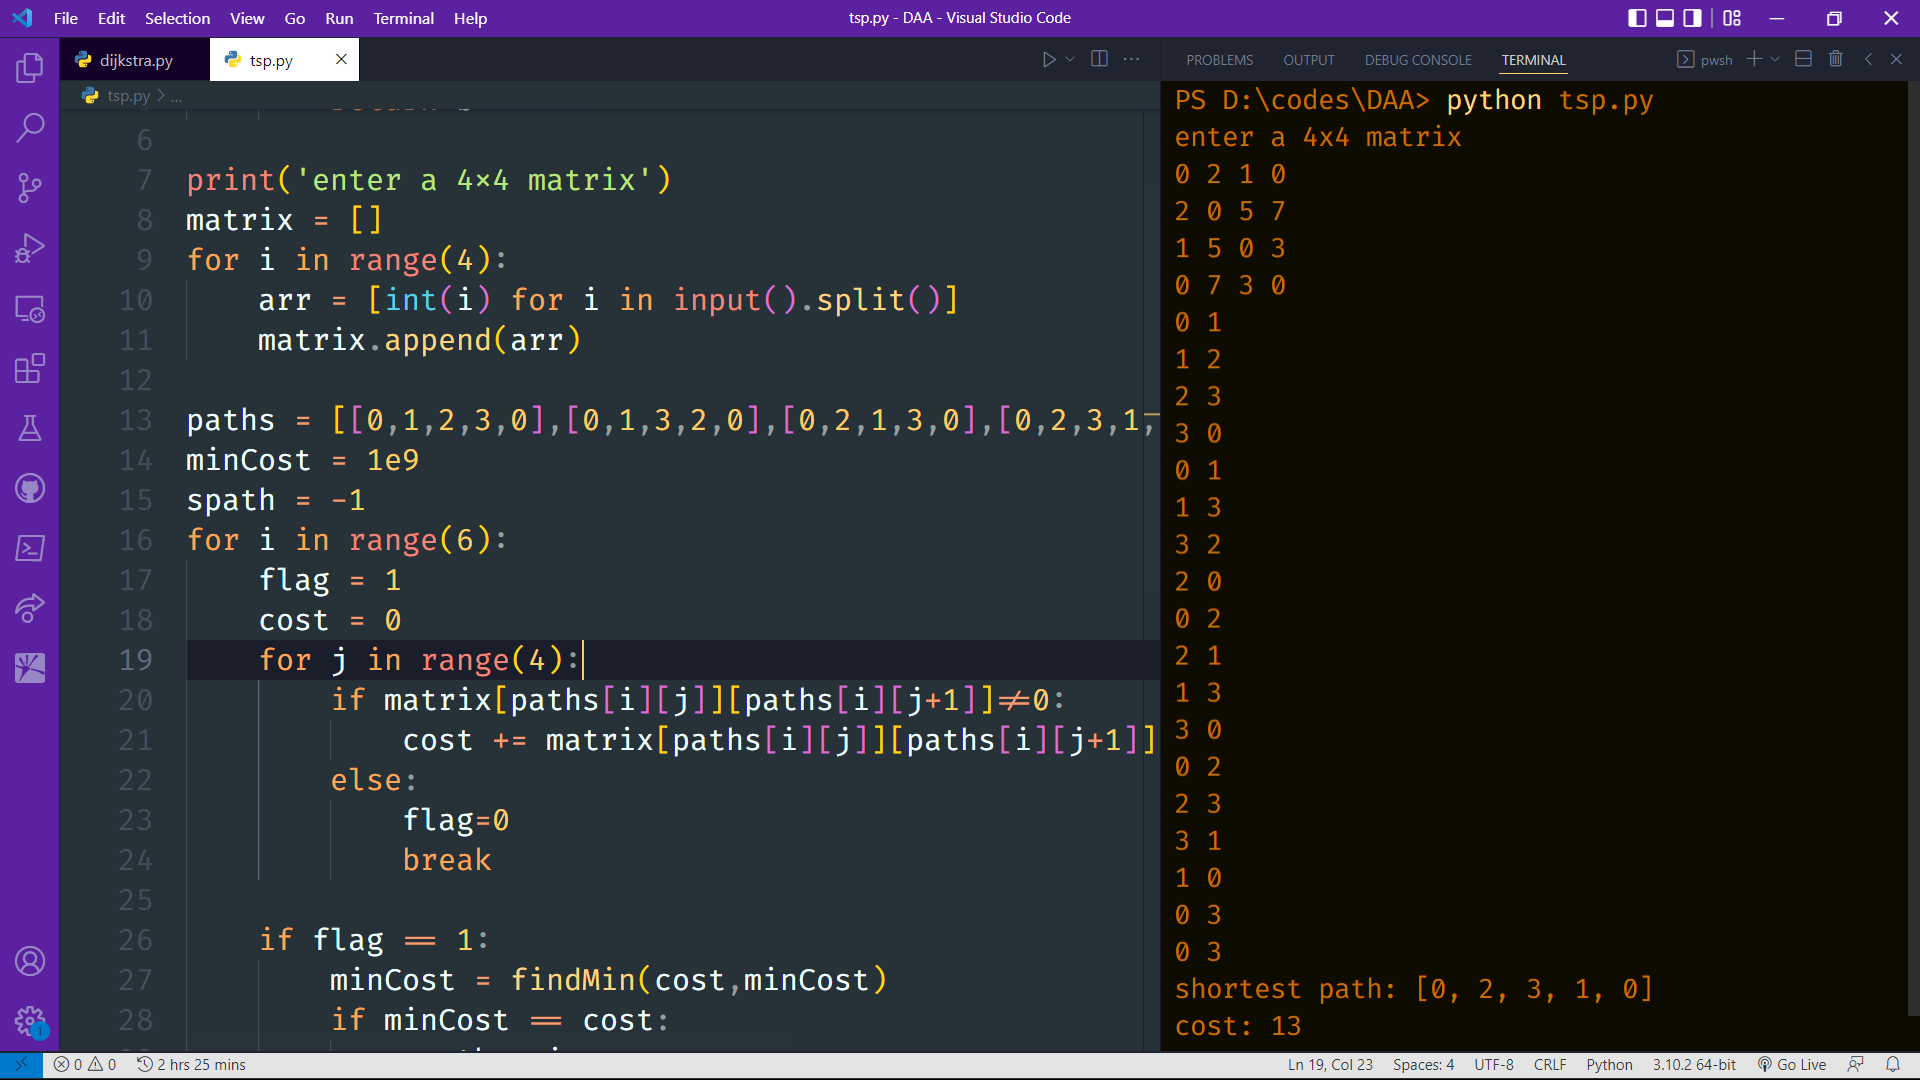 File Edit Selection View Go Run Terminal Help
tsp.py - DAA - Visual Studio Code
dijkstra.py
tsp.py
tsp.py > ...
6
7 print('enter a 4×4 matrix')
8 matrix = []
9 for i in range(4):
10 arr = [int(i) for i in input().split()]
11 matrix.append(arr)
12
13 paths = [[0,1,2,3,0],[0,1,3,2,0],[0,2,1,3,0],[0,2,3,1,
14 minCost = 1e9
15 spath = -1
16 for i in range(6):
17 flag = 1
18 cost = 0
19 for j in range(4):
20 if matrix[paths[i][j]][paths[i][j+1]]≠0:
21 cost += matrix[paths[i][j]][paths[i][j+1]]
22 else:
23 flag=0
24 break
25
26 if flag == 1:
27 minCost = findMin(cost,minCost)
28 if minCost == cost:
PROBLEMS OUTPUT DEBUG CONSOLE TERMINAL
pwsh
PS D:\codes\DAA> python tsp.py
enter a 4x4 matrix
0 2 1 0
2 0 5 7
1 5 0 3
0 7 3 0
0 1
1 2
2 3
3 0
0 1
1 3
3 2
2 0
0 2
2 1
1 3
3 0
0 2
2 3
3 1
1 0
0 3
0 3
shortest path: [0, 2, 3, 1, 0]
cost: 13
1
0 0 2 hrs 25 mins
Ln 19, Col 23 Spaces: 4 UTF-8 CRLF Python 3.10.2 64-bit Go Live